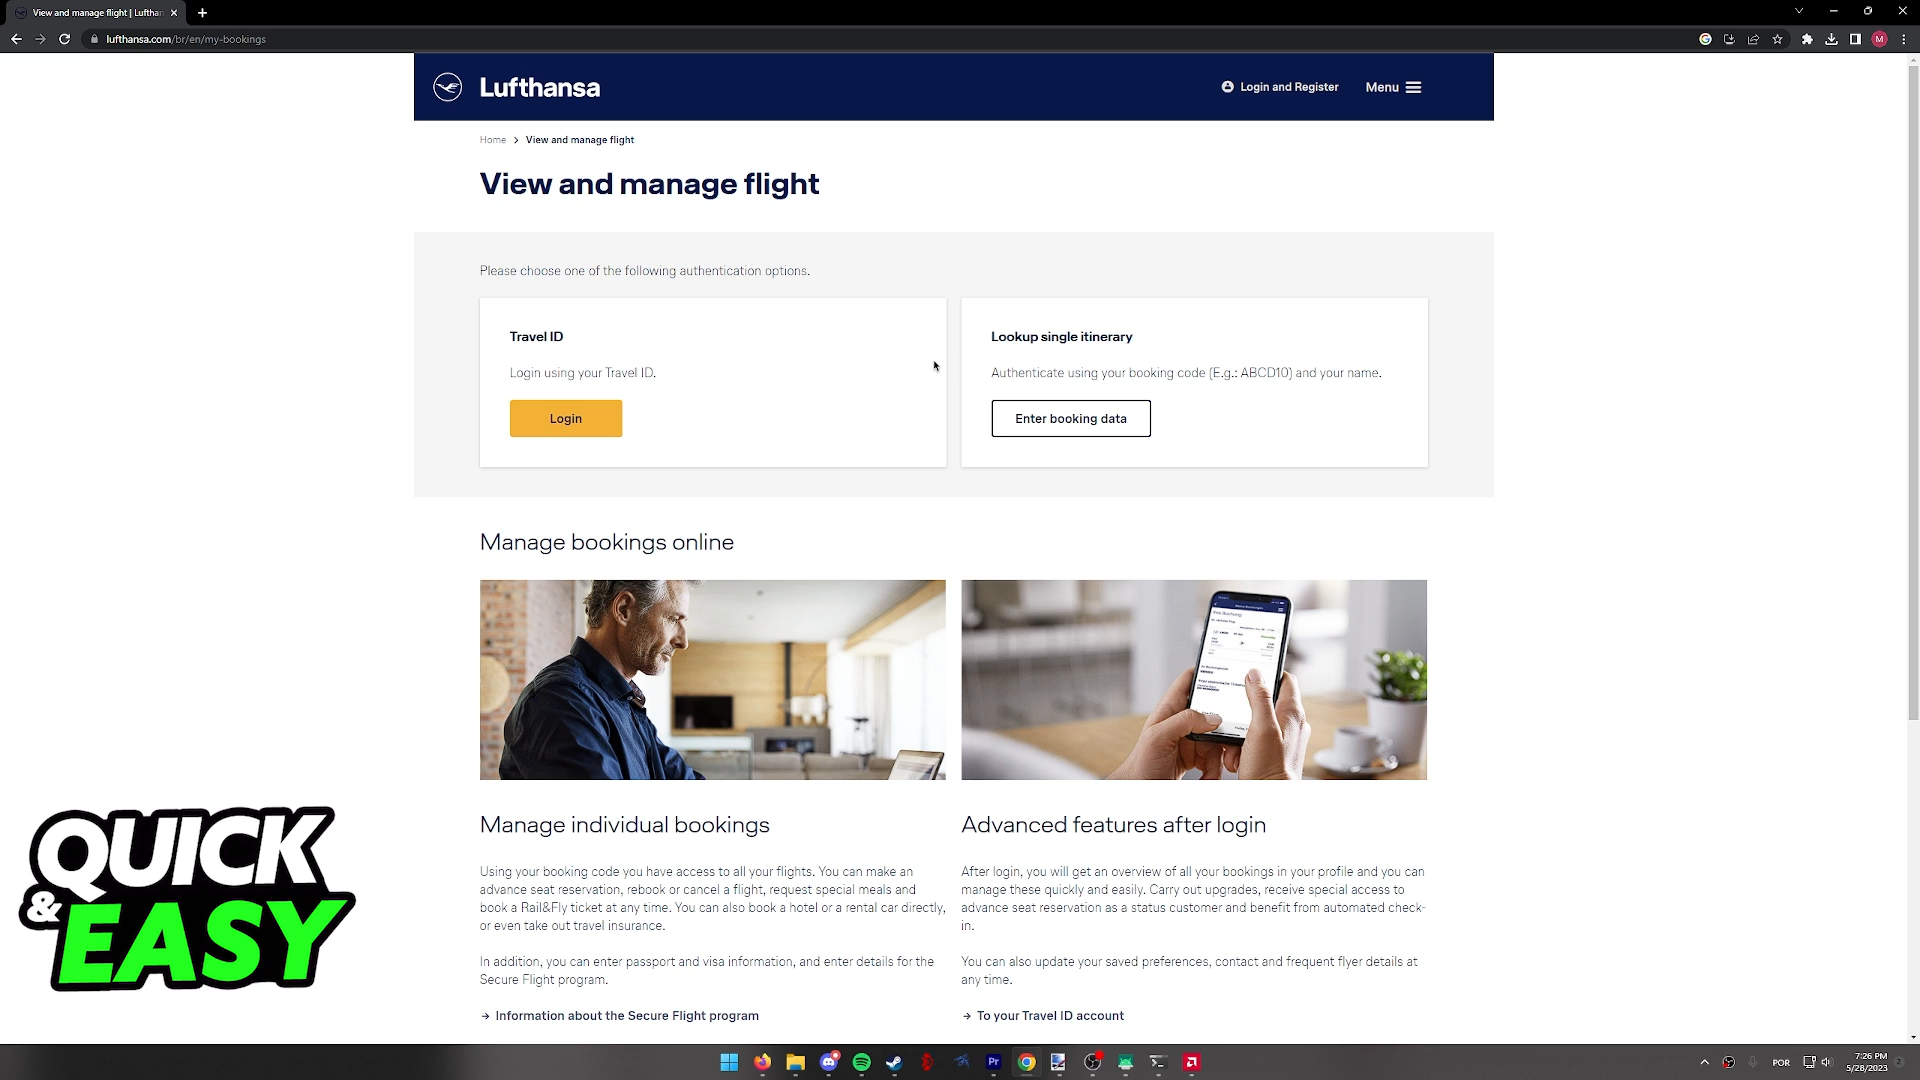 View and manage flight | Lufthan
lufthansa.com/br/en/my-bookings
M
Lufthansa
Login and Register
Menu
Home > View and manage flight
View and manage flight
Please choose one of the following authentication options.
Travel ID
Login using your Travel ID.
Login
Lookup single itinerary
Authenticate using your booking code (E.g.: ABCD10) and your name.
Enter booking data
Manage bookings online
Manage individual bookings
Using your booking code you have access to all your flights. You can make an
advance seat reservation, rebook or cancel a flight, request special meals and
book a Rail&Fly ticket at any time. You can also book a hotel or a rental car directly,
or even take out travel insurance.
In addition, you can enter passport and visa information, and enter details for the
Secure Flight program.
→ Information about the Secure Flight program
Advanced features after login
After login, you will get an overview of all your bookings in your profile and you can
manage these quickly and easily. Carry out upgrades, receive special access to
advance seat reservation as a status customer and benefit from automated check-
in.
You can also update your saved preferences, contact and frequent flyer details at
any time.
→ To your Travel ID account
QUICK
& EASY
Pr
POR
7:26 PM
5/28/2023